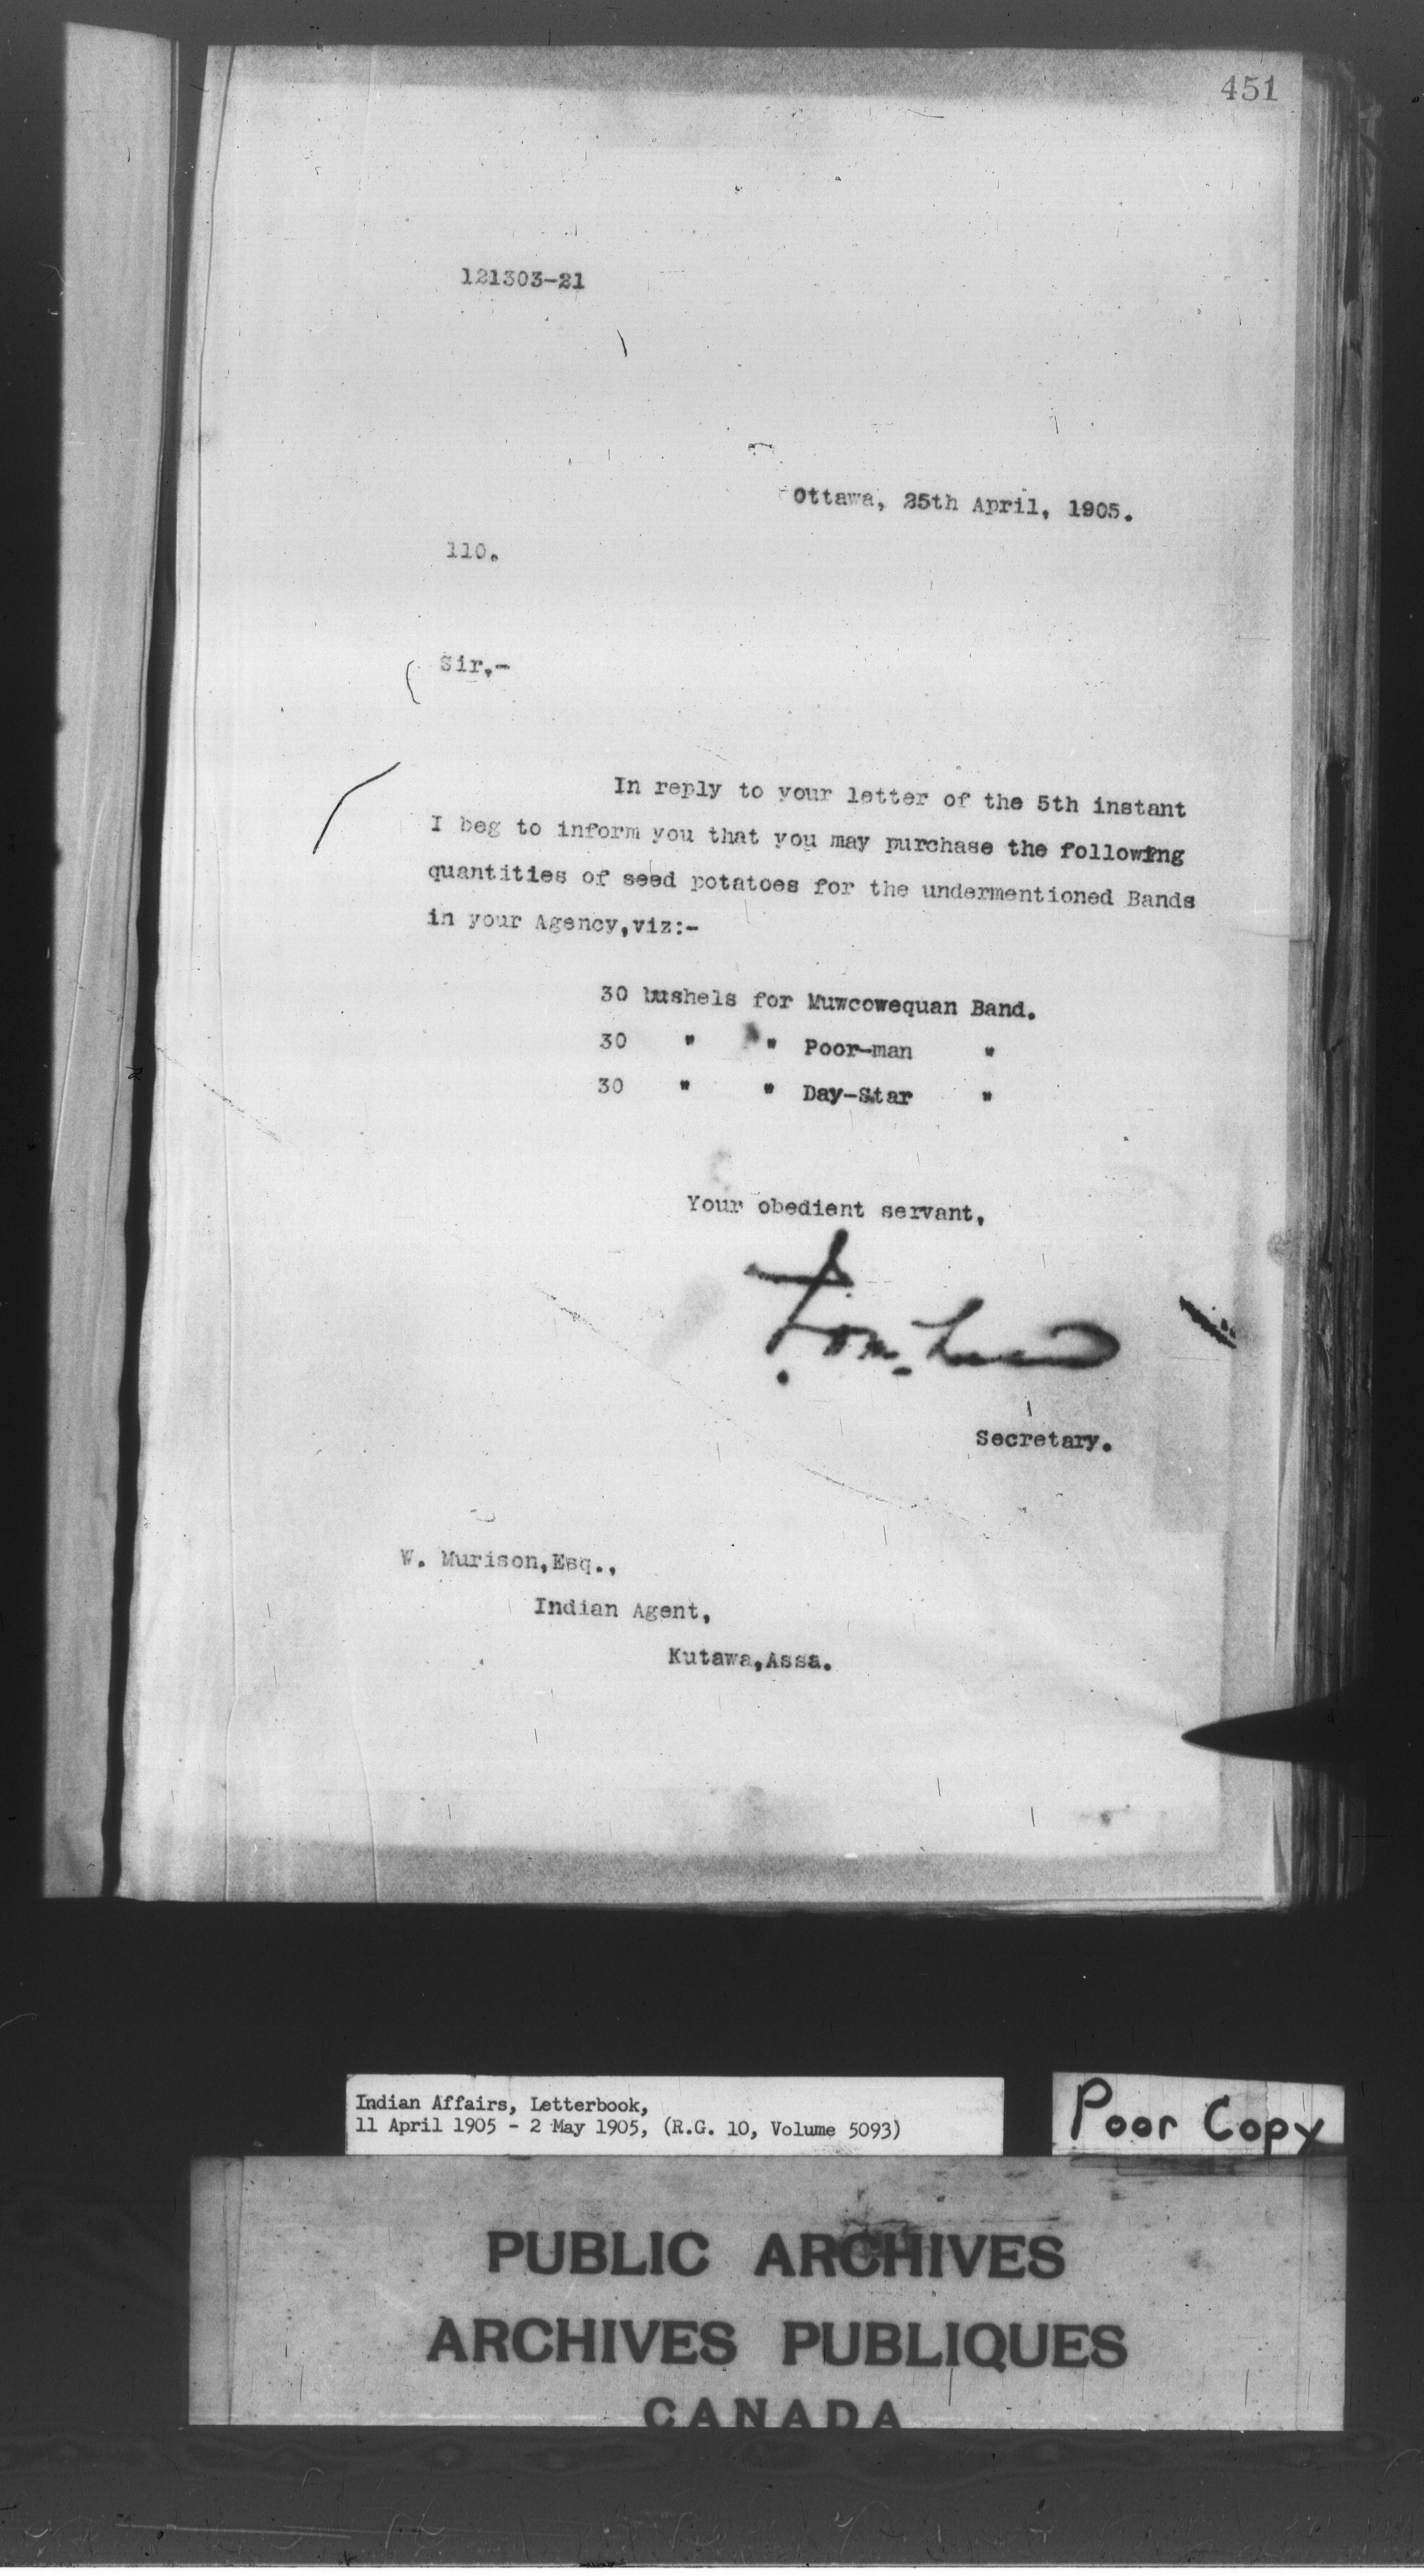 451
121303-21
Ottawa, 25th April, 1905.
110.
Sir,-
In reply to your letter of the 5th instant
I beg to inform you that you may purchase the following
quantities of seed potatoes for the undermentioned Bands
in your Agency,viz:-
30 bushels for Muwcowequan Band.
30 " " Poor-man "
30 " " Day-Star "
Your obedient servant,
Secretary.
W. Murison,Esq.,
Indian Agent,
Kutawa,Assa.
Indian Affairs, Letterbook,
11 April 1905 - 2 May 1905, (R.G. 10, Volume 5093)
Poor Copy
PUBLIC ARCHIVES
ARCHIVES PUBLIQUES
CANADA